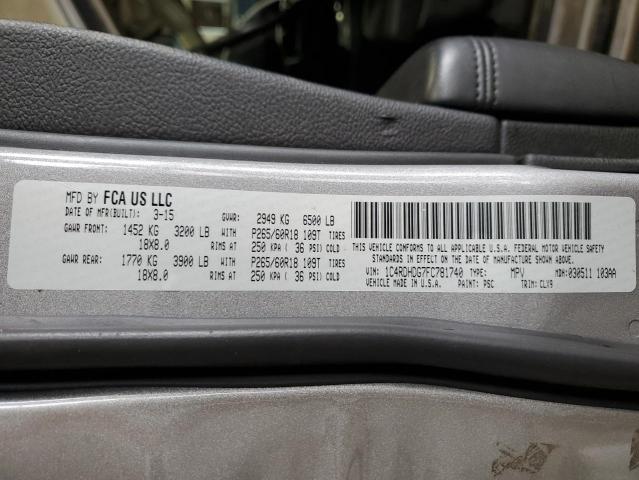 MFD BY FCA US LLC
DATE OF MFR(BUILT): 3-15 GVWR: 2949 KG 6500 LB
GAWR FRONT: 1452 KG 3200 LB WITH P265/60R18 109T TIRES
18X8.0 RIMS AT 250 KPA ( 36 PSI) COLD
GAWR REAR: 1770 KG 3900 LB WITH P265/60R18 109T TIRES
18X8.0 RIMS AT 250 KPA ( 36 PSI) COLD
THIS VEHICLE CONFORMS TO ALL APPLICABLE U.S.A. FEDERAL MOTOR VEHICLE SAFETY
STANDARDS IN EFFECT ON THE DATE OF MANUFACTURE SHOWN ABOVE.
VIN: 1C4RDHDG7FC781740 TYPE: MPV MDH: 030511 103AA
VEHICLE MADE IN U.S.A. PAINT: PSC TRIM: CLX9